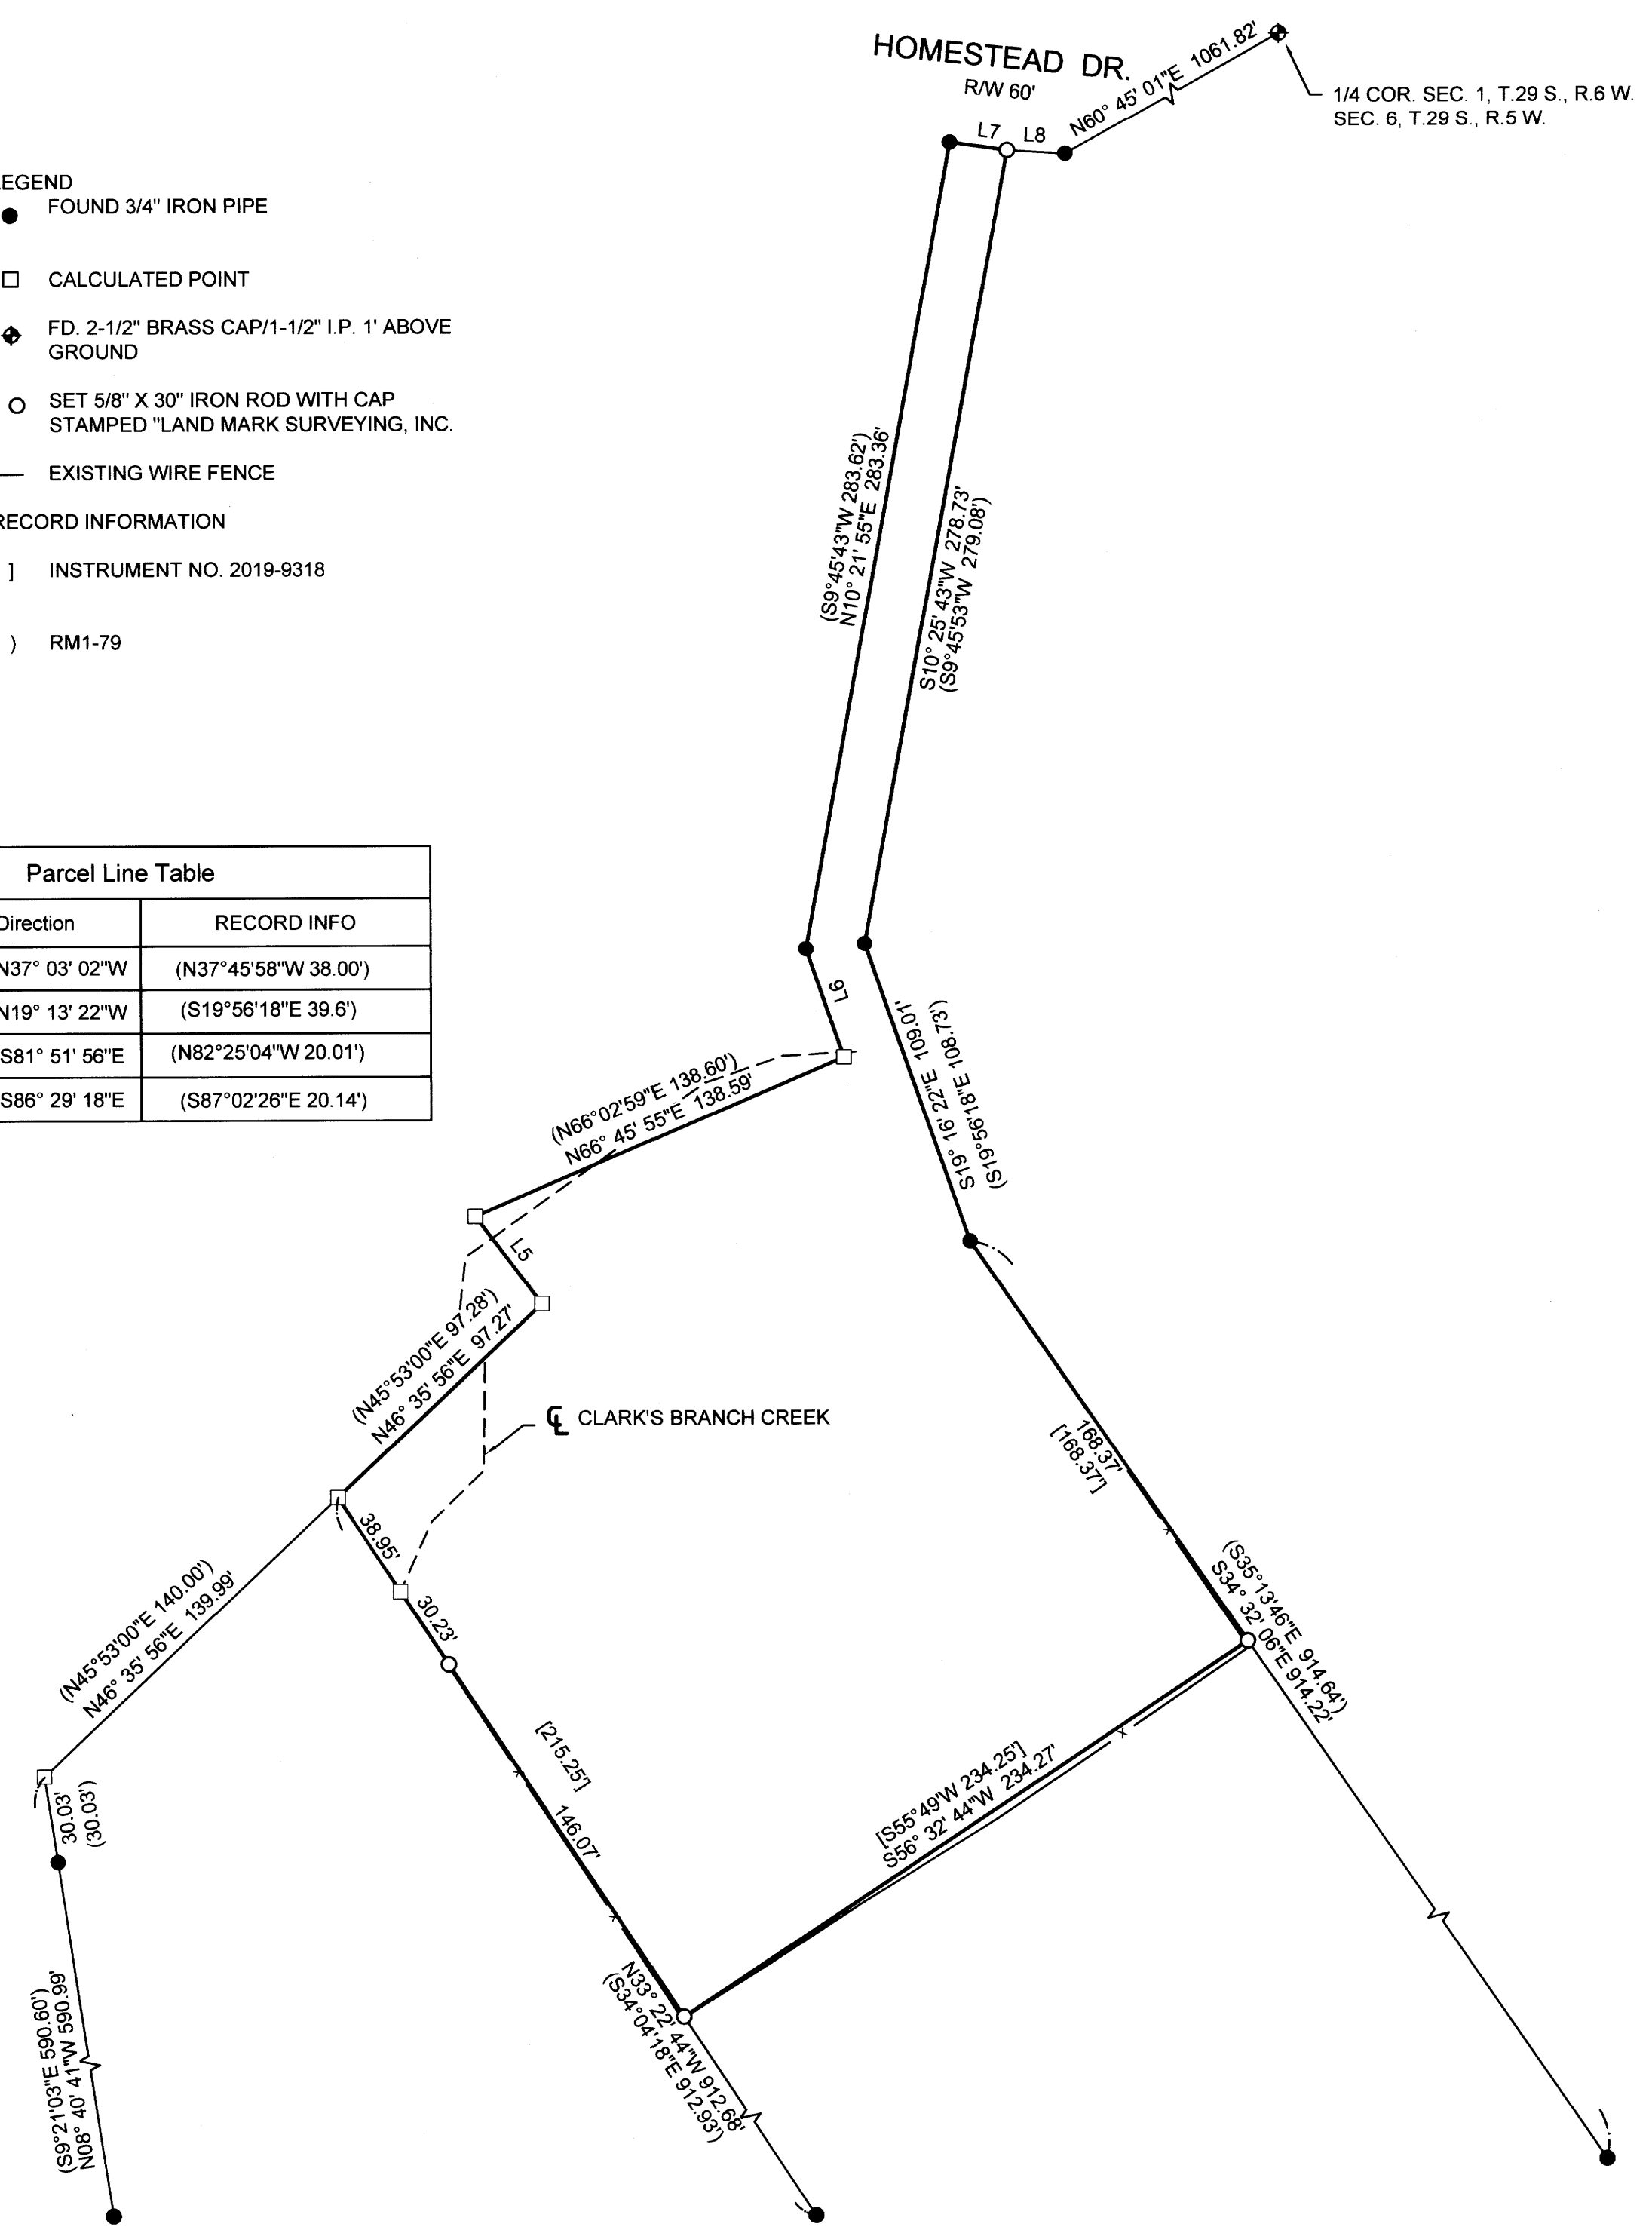 HOMESTEAD DR.
R/W 60'
L7
L8
N60° 45' 01"E 1061.82'
1/4 COR. SEC. 1, T.29 S., R.6 W.
SEC. 6, T.29 S., R.5 W.
EGEND
FOUND 3/4" IRON PIPE
CALCULATED POINT
FD. 2-1/2" BRASS CAP/1-1/2" I.P. 1' ABOVE
GROUND
SET 5/8" X 30" IRON ROD WITH CAP
STAMPED "LAND MARK SURVEYING, INC.
EXISTING WIRE FENCE
RECORD INFORMATION
] INSTRUMENT NO. 2019-9318
) RM1-79
(S9°45'43"W 283.62')
N10° 21' 55"E 283.36'
S10° 25' 43"W 278.73'
(S9°45'53"W 279.08')
Parcel Line Table
Direction RECORD INFO
N37° 03' 02"W (N37°45'58"W 38.00')
N19° 13' 22"W (S19°56'18"E 39.6')
S81° 51' 56"E (N82°25'04"W 20.01')
S86° 29' 18"E (S87°02'26"E 20.14')
L6
S19° 16' 22"E 109.01'
(S19°56'18"E 108.73')
(N66°02'59"E 138.60')
N66° 45' 55"E 138.59'
L5
(N45°53'00"E 97.28')
N46° 35' 56"E 97.27'
℄ CLARK'S BRANCH CREEK
168.37'
[168.37']
38.95'
30.23'
(N45°53'00"E 140.00')
N46° 35' 56"E 139.99'
(S35°13'46"E 914.64')
S34° 32' 06"E 914.22'
[215.25']
146.07'
[S55°49'W 234.25']
S56° 32' 44"W 234.27'
30.03'
(30.03')
N33° 22' 44"W 912.68'
(S34°04'18"E 912.93')
(S9°21'03"E 590.60')
N08° 40' 41"W 590.99'